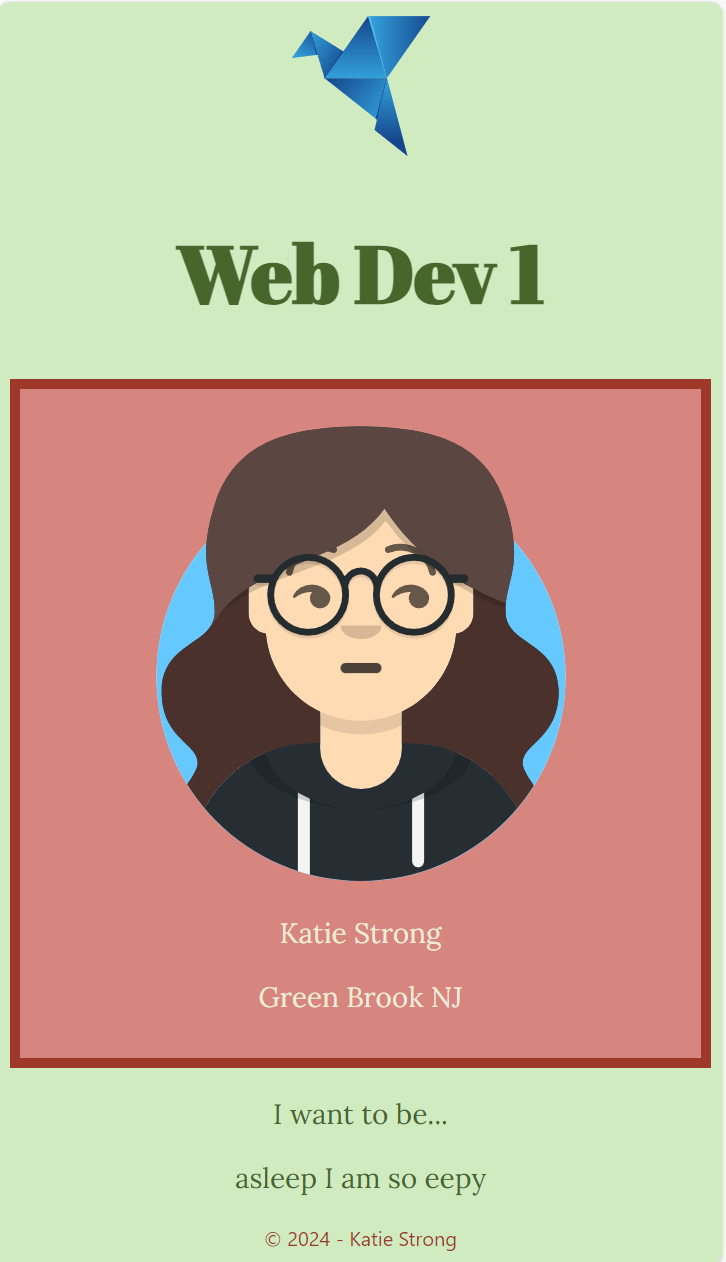 Web Dev 1
Katie Strong
Green Brook NJ
I want to be...
asleep I am so eepy
© 2024 - Katie Strong